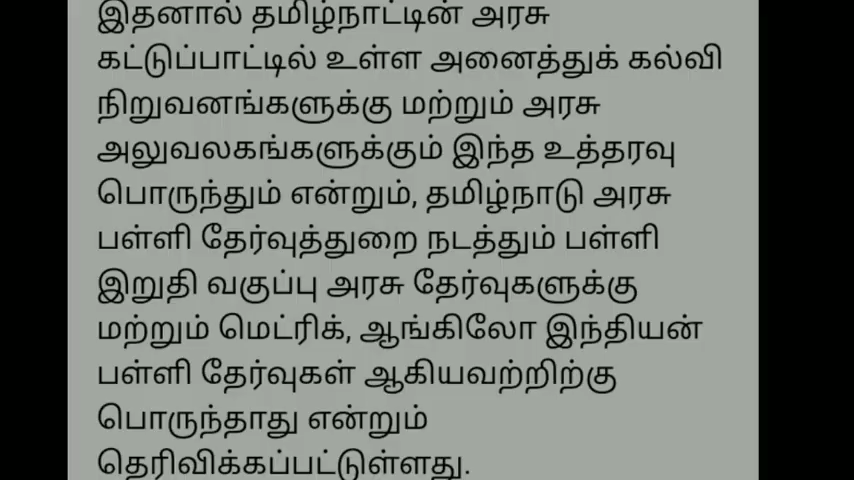 இதனால் தமிழ்நாட்டின் அரசு
கட்டுப்பாட்டில் உள்ள அனைத்துக் கல்வி
நிறுவனங்களுக்கு மற்றும் அரசு
அலுவலகங்களுக்கும் இந்த உத்தரவு
பொருந்தும் என்றும், தமிழ்நாடு அரசு
பள்ளி தேர்வுத்துறை நடத்தும் பள்ளி
இறுதி வகுப்பு அரசு தேர்வுகளுக்கு
மற்றும் மெட்ரிக், ஆங்கிலோ இந்தியன்
பள்ளி தேர்வுகள் ஆகியவற்றிற்கு
பொருந்தாது என்றும்
தெரிவிக்கப்பட்டுள்ளது.